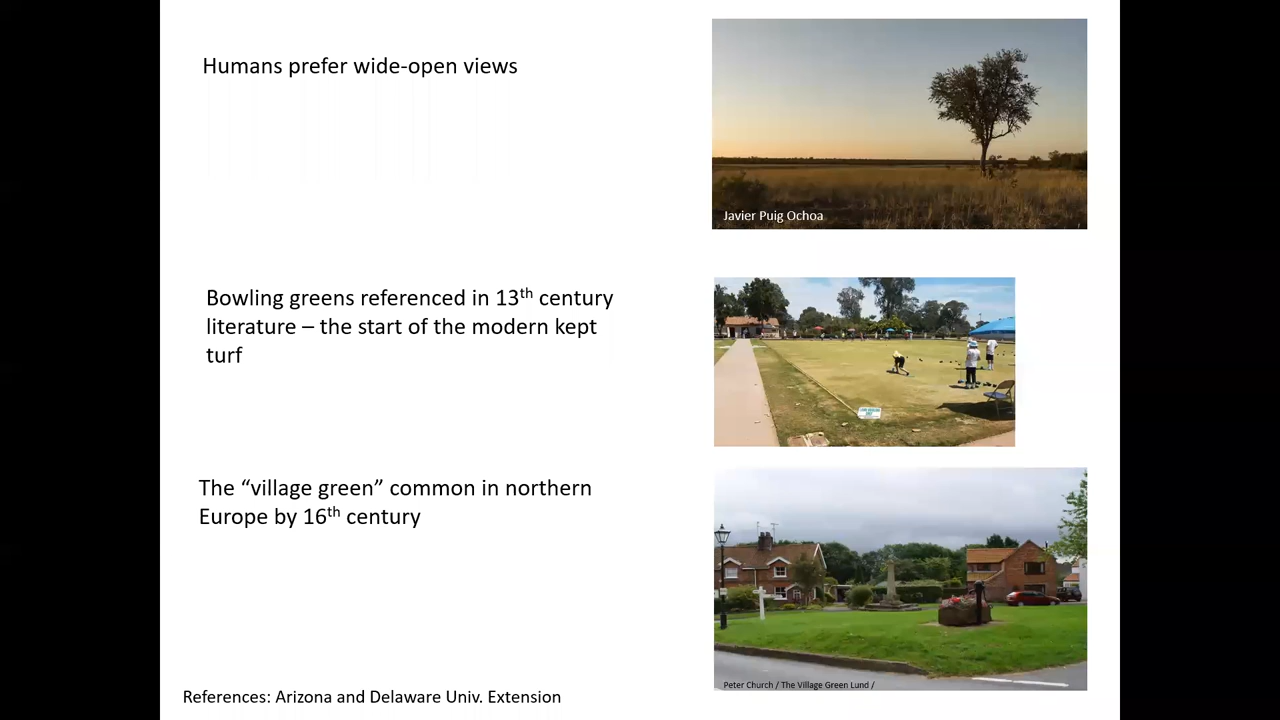 Humans prefer wide-open views
Javier Puig Ochoa
Bowling greens referenced in 13th century
literature – the start of the modern kept
turf
The “village green” common in northern
Europe by 16th century
Peter Church / The Village Green Lund /
References: Arizona and Delaware Univ. Extension